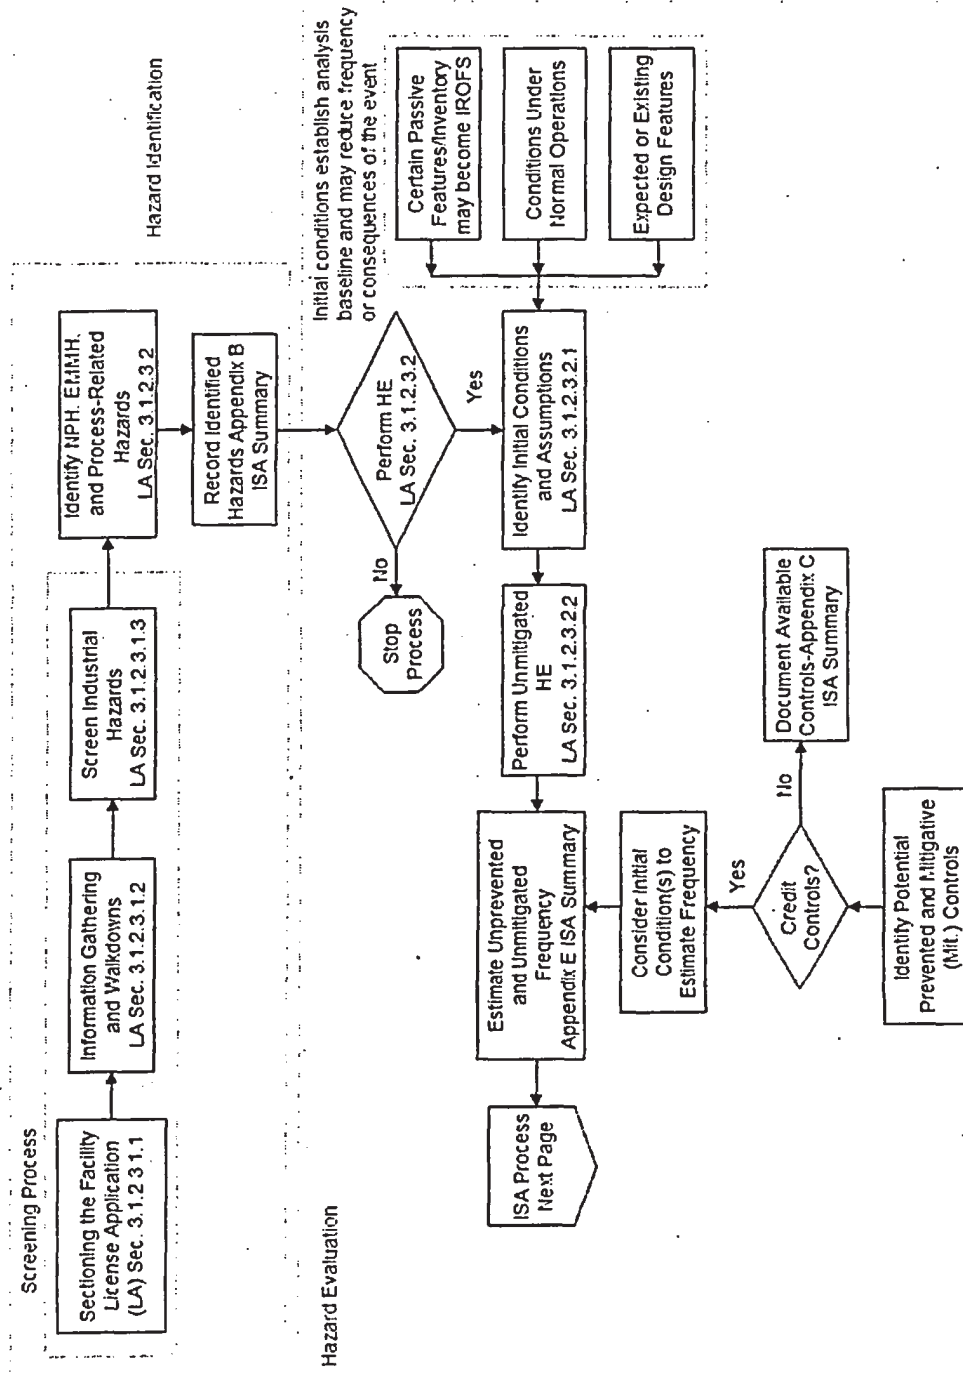 Screening Process
Hazard Identification
Sectioning the Facility
License Application
(LA) Sec. 3.1.2 3 1.1
Information Gathering
and Walkdowns
LA Sec. 3.1.2.3.1.2
Screen Industrial
Hazards
LA Sec. 3.1.2.3.1.3
Identify NPH. EMMH.
and Process-Related
Hazards
LA Sec. 3.1.2.3.2
Record Identified
Hazards Appendix B
ISA Summary
Hazard Evaluation
Initial conditions establish analysis
baseline and may reduce frequency
or consequences of the event
Perform HE
LA Sec. 3.1.2.3.2
No
Stop
Process
Yes
Certain Passive
Features/Inventory
may become IROFS
Conditions Under
Normal Operations
Expected or Existing
Design Features
Identify Initial Conditions
and Assumptions
LA Sec. 3.1.2.3.2.1
Perform Unmitigated
HE
LA Sec. 3.1.2.3.2.2
Estimate Unprevented
and Unmitigated
Frequency
Appendix E ISA Summary
ISA Process
Next Page
Consider Initial
Condition(s) to
Estimate Frequency
Yes
Credit
Controls?
No
Document Available
Controls-Appendix C
ISA Summary
Identify Potential
Prevented and Mitigative
(Mit.) Controls